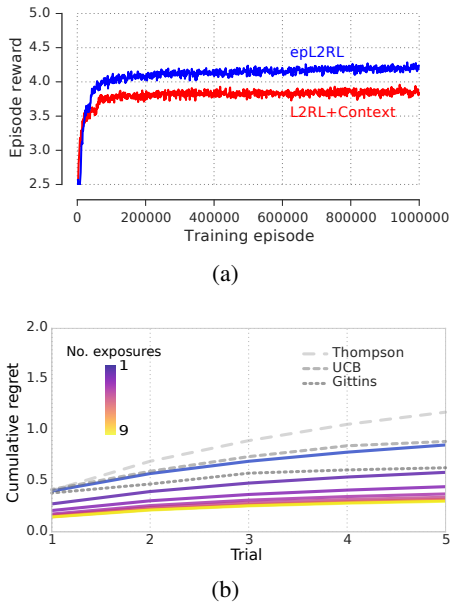 5.0
4.5
4.0
3.5
3.0
2.5
Episode reward
epL2RL
L2RL+Context
0 200000 400000 600000 800000 1000000
Training episode
(a)
2.0
1.5
1.0
0.5
0.0
Cumulative regret
No. exposures
1
9
Thompson
UCB
Gittins
1 2 3 4 5
Trial
(b)